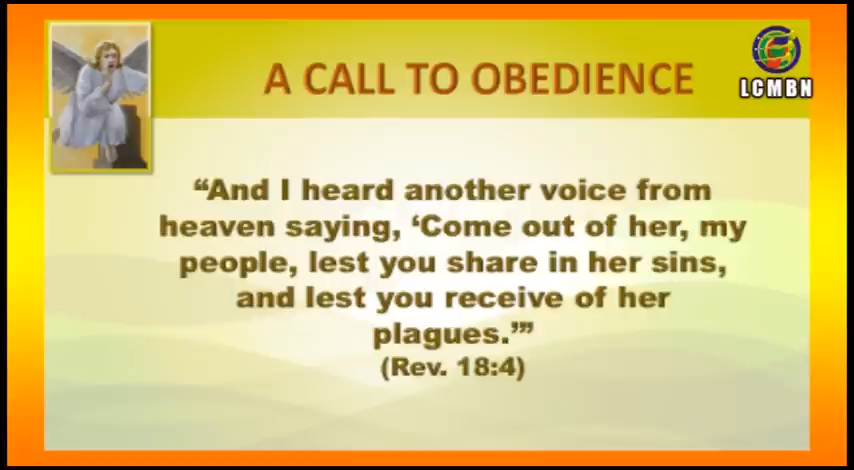 A CALL TO OBEDIENCE
LCMBN
“And I heard another voice from
heaven saying, ‘Come out of her, my
people, lest you share in her sins,
and lest you receive of her
plagues.’”
(Rev. 18:4)